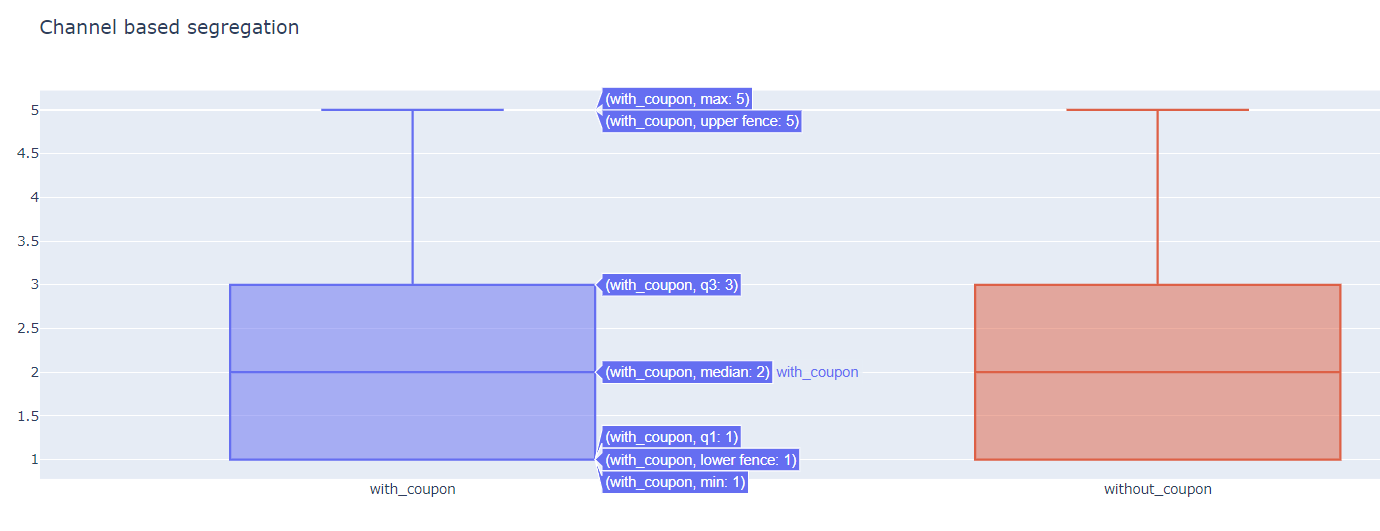 Channel based segregation
5
4.5
4
3.5
3
2.5
2
1.5
1
(with_coupon, max: 5)
(with_coupon, upper fence: 5)
(with_coupon, q3: 3)
(with_coupon, median: 2) with_coupon
(with_coupon, q1: 1)
(with_coupon, lower fence: 1)
(with_coupon, min: 1)
with_coupon
without_coupon